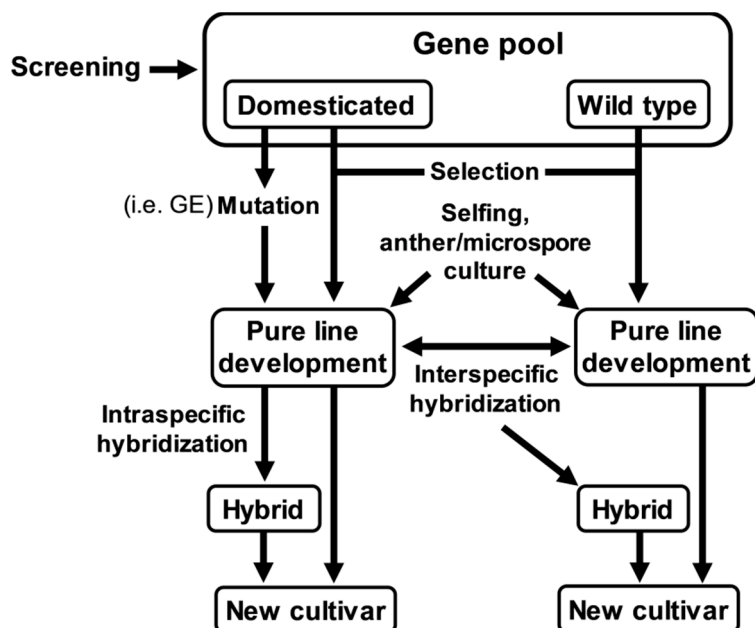 Gene pool
Screening
Domesticated
Wild type
Selection
(i.e. GE) Mutation
Selfing,
anther/microspore
culture
Pure line
development
Pure line
development
Interspecific
hybridization
Intraspecific
hybridization
Hybrid
Hybrid
New cultivar
New cultivar